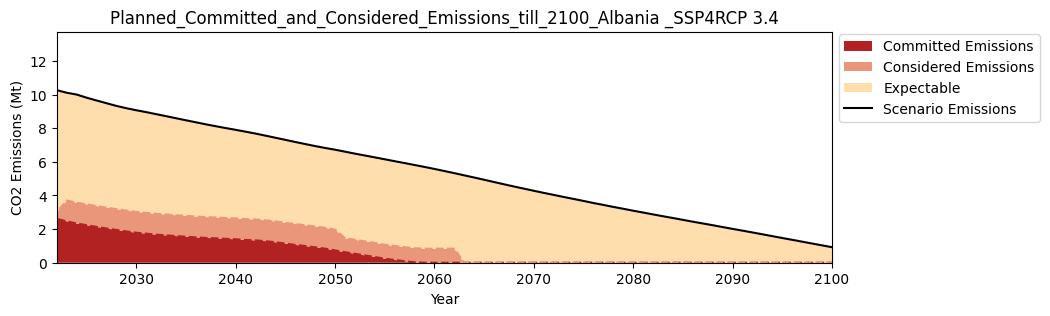 Planned_Committed_and_Considered_Emissions_till_2100_Albania _SSP4RCP 3.4
Committed Emissions
Considered Emissions
Expectable
Scenario Emissions
CO2 Emissions (Mt)
12
10
8
6
4
2
0
2030 2040 2050 2060 2070 2080 2090 2100
Year